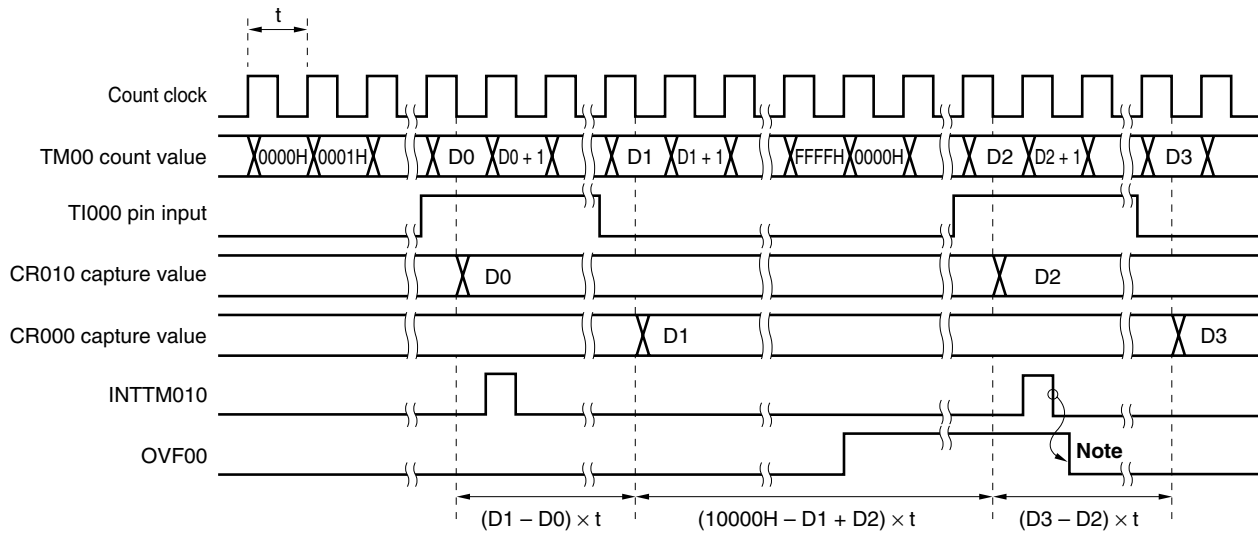 t
Count clock
TM00 count value
0000H 0001H D0 D0 + 1 D1 D1 + 1 FFFFH 0000H D2 D2 + 1 D3
TI000 pin input
CR010 capture value
D0 D2
CR000 capture value
D1 D3
INTTM010
OVF00
Note
(D1 – D0) × t (10000H – D1 + D2) × t (D3 – D2) × t